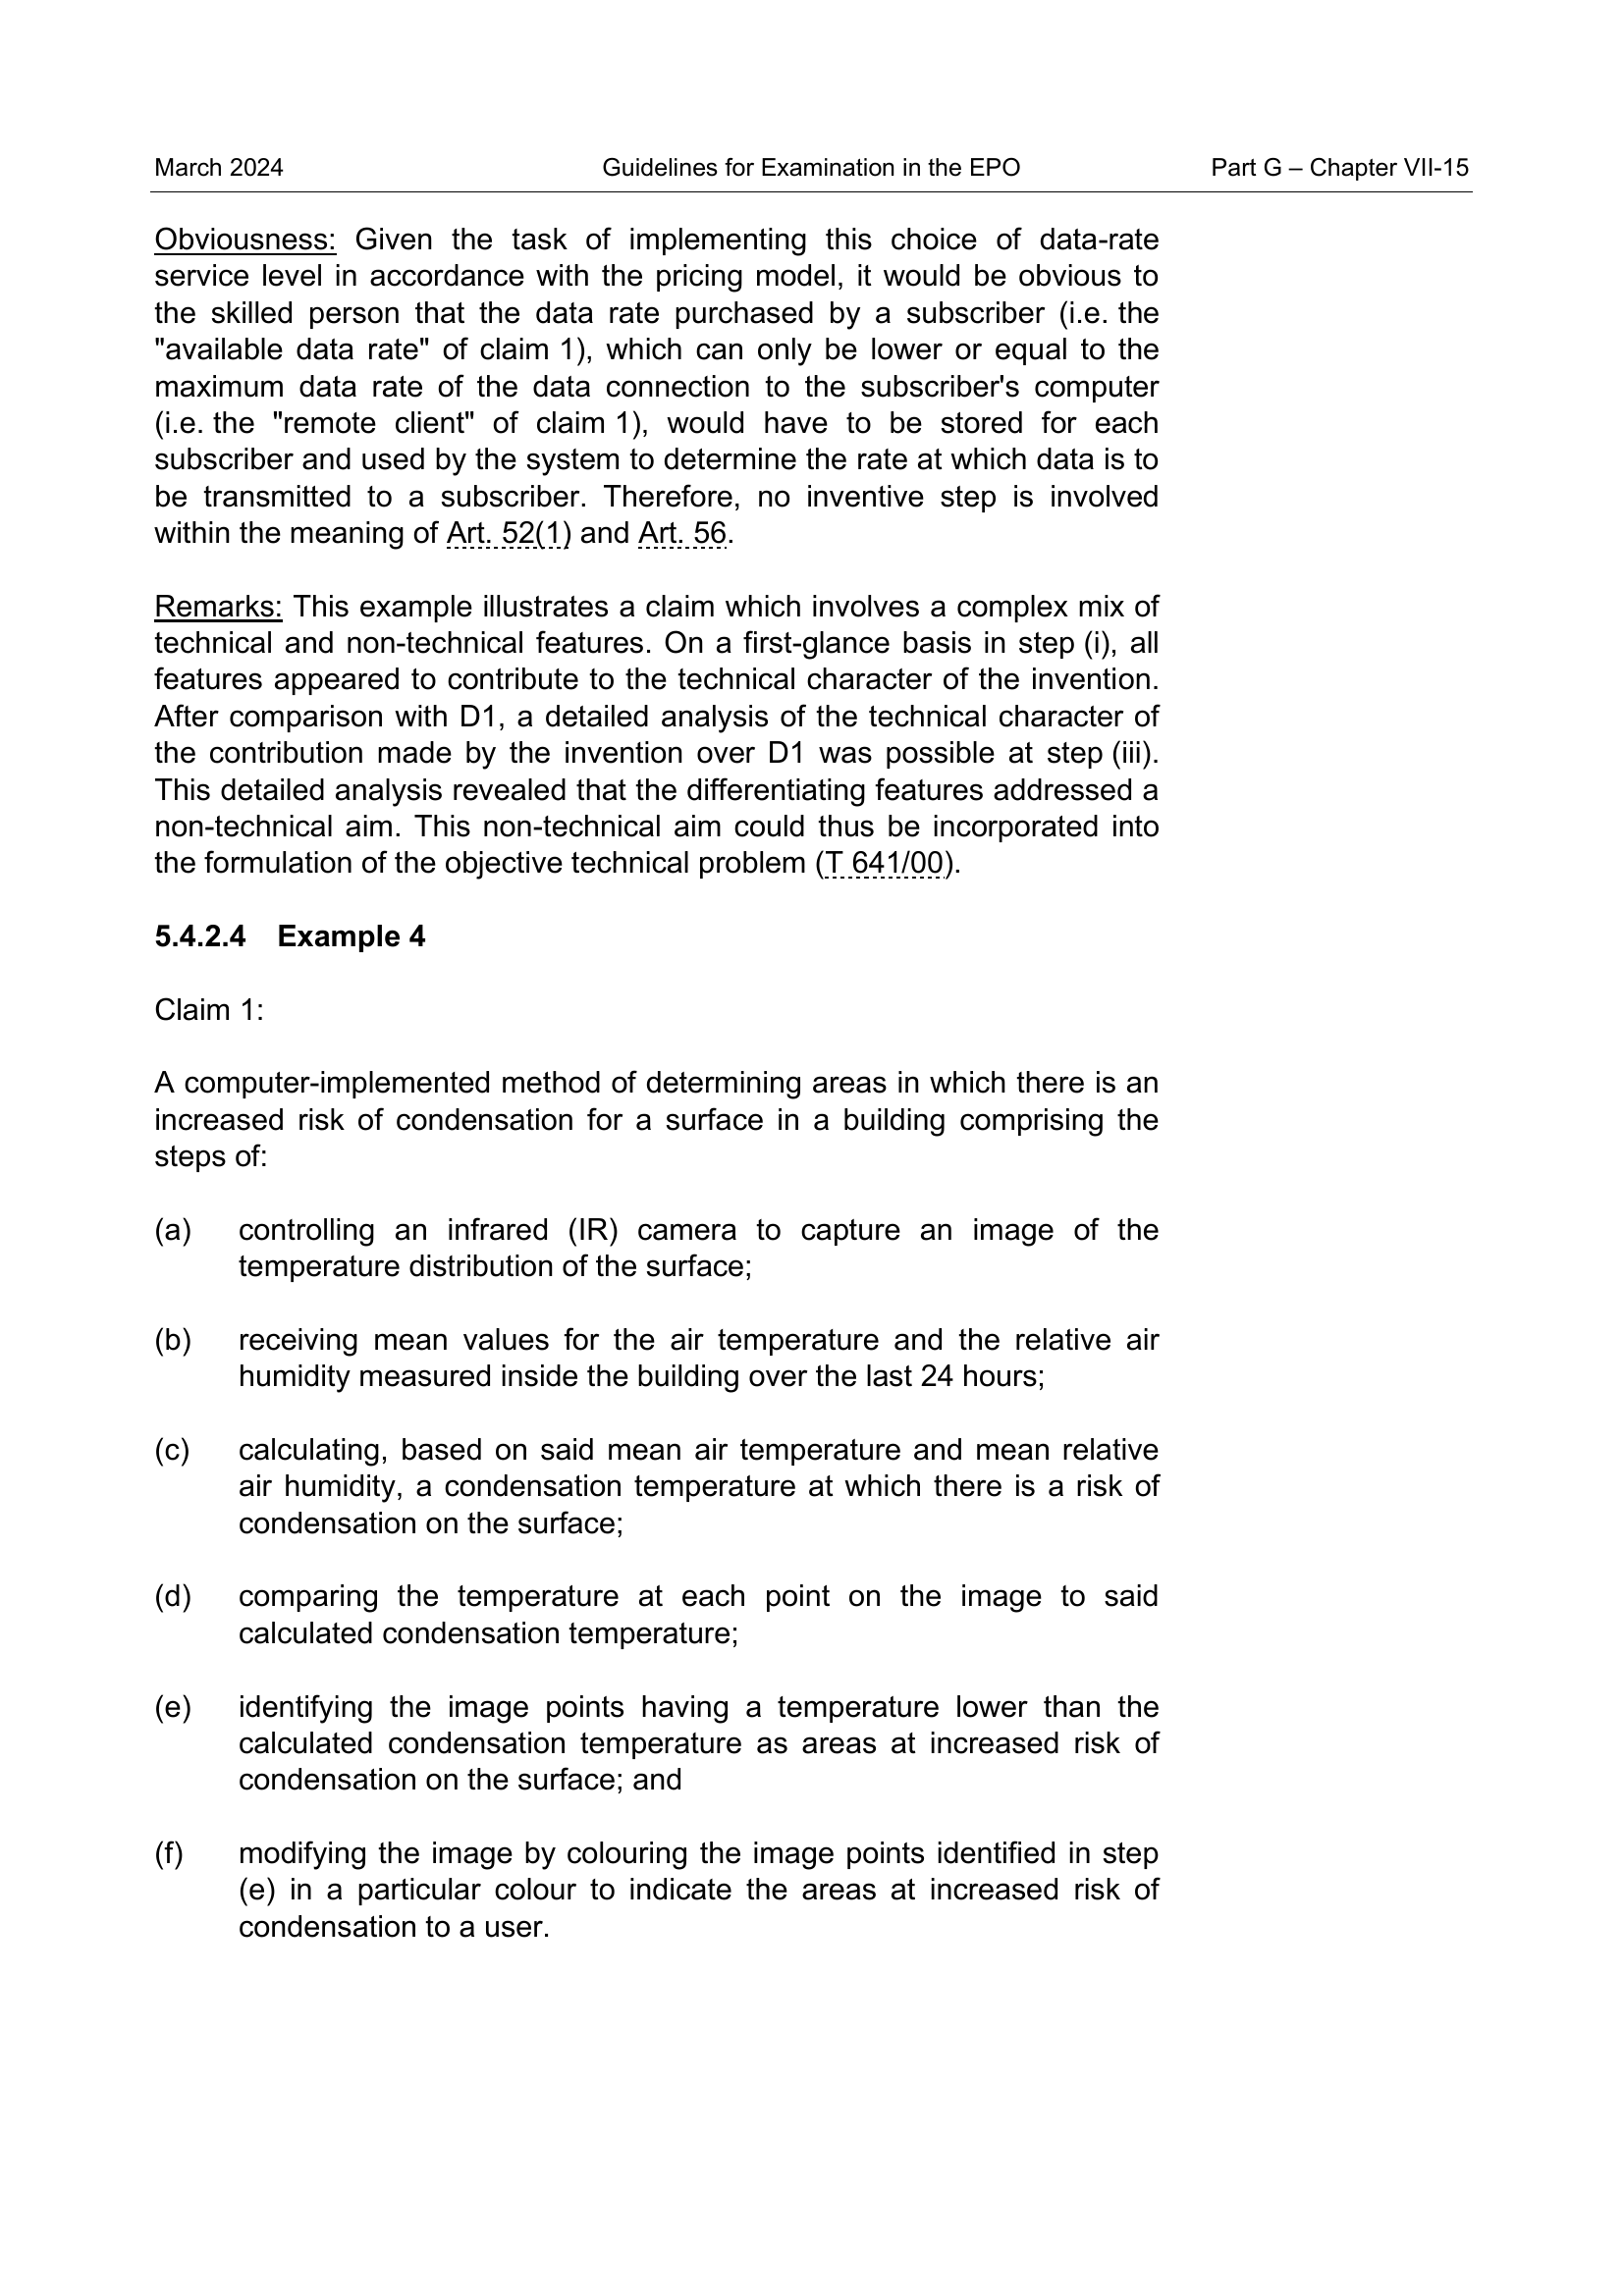 March 2024 Guidelines for Examination in the EPO Part G – Chapter VII-15
Obviousness: Given the task of implementing this choice of data-rate
service level in accordance with the pricing model, it would be obvious to
the skilled person that the data rate purchased by a subscriber (i.e. the
"available data rate" of claim 1), which can only be lower or equal to the
maximum data rate of the data connection to the subscriber's computer
(i.e. the "remote client" of claim 1), would have to be stored for each
subscriber and used by the system to determine the rate at which data is to
be transmitted to a subscriber. Therefore, no inventive step is involved
within the meaning of Art. 52(1) and Art. 56.
Remarks: This example illustrates a claim which involves a complex mix of
technical and non-technical features. On a first-glance basis in step (i), all
features appeared to contribute to the technical character of the invention.
After comparison with D1, a detailed analysis of the technical character of
the contribution made by the invention over D1 was possible at step (iii).
This detailed analysis revealed that the differentiating features addressed a
non-technical aim. This non-technical aim could thus be incorporated into
the formulation of the objective technical problem (T 641/00).
5.4.2.4 Example 4
Claim 1:
A computer-implemented method of determining areas in which there is an
increased risk of condensation for a surface in a building comprising the
steps of:
(a) controlling an infrared (IR) camera to capture an image of the
temperature distribution of the surface;
(b) receiving mean values for the air temperature and the relative air
humidity measured inside the building over the last 24 hours;
(c) calculating, based on said mean air temperature and mean relative
air humidity, a condensation temperature at which there is a risk of
condensation on the surface;
(d) comparing the temperature at each point on the image to said
calculated condensation temperature;
(e) identifying the image points having a temperature lower than the
calculated condensation temperature as areas at increased risk of
condensation on the surface; and
(f) modifying the image by colouring the image points identified in step
(e) in a particular colour to indicate the areas at increased risk of
condensation to a user.